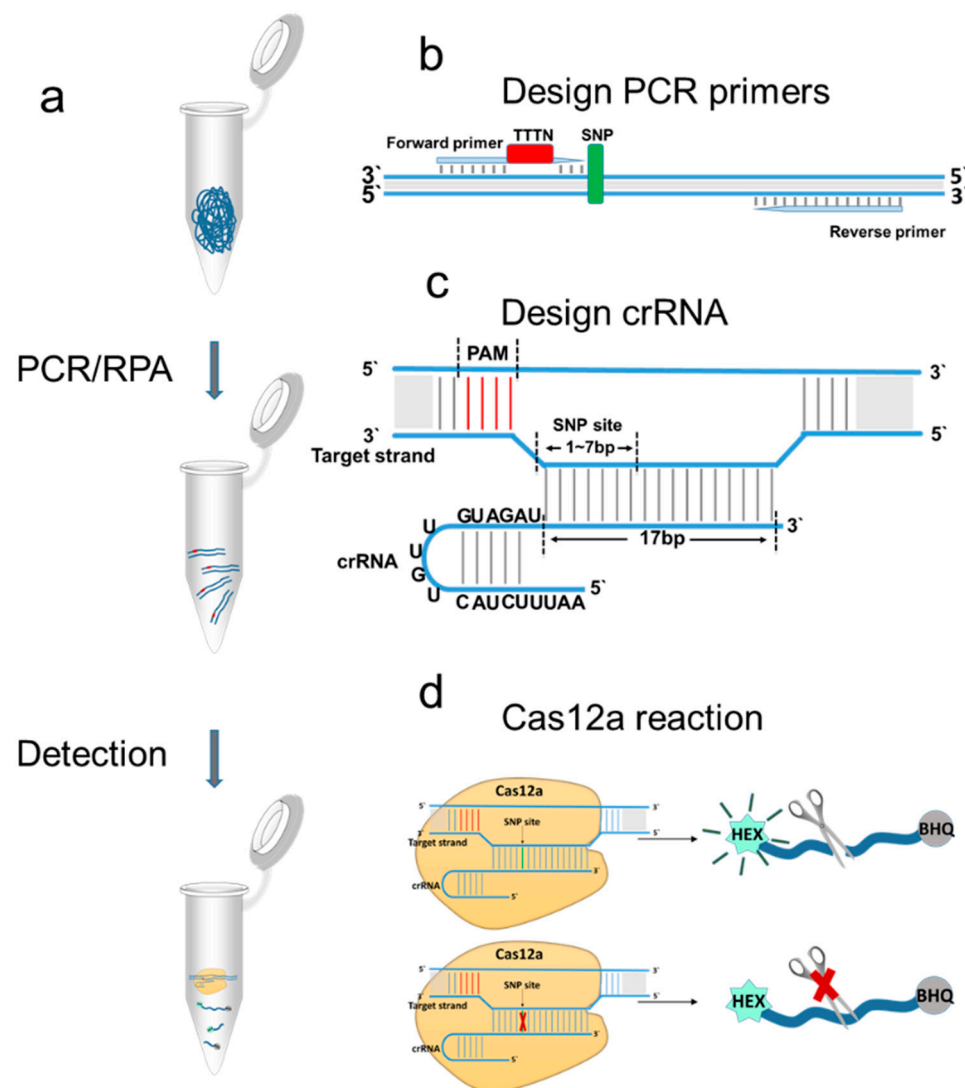 a
PCR/RPA
Detection
b
Design PCR primers
Forward primer
TTTN
SNP
3`
5`
5`
3`
Reverse primer
c
Design crRNA
PAM
5`
3`
SNP site
1~7bp
3`
5`
Target strand
GUAGAU
3`
U
U
G
U
17bp
crRNA
CAUCUUUAA
5`
d
Cas12a reaction
Cas12a
5`
3`
SNP site
3`
5`
Target strand
3`
crRNA
5`
HEX
BHQ
Cas12a
5`
3`
SNP site
3`
5`
Target strand
3`
crRNA
5`
HEX
BHQ